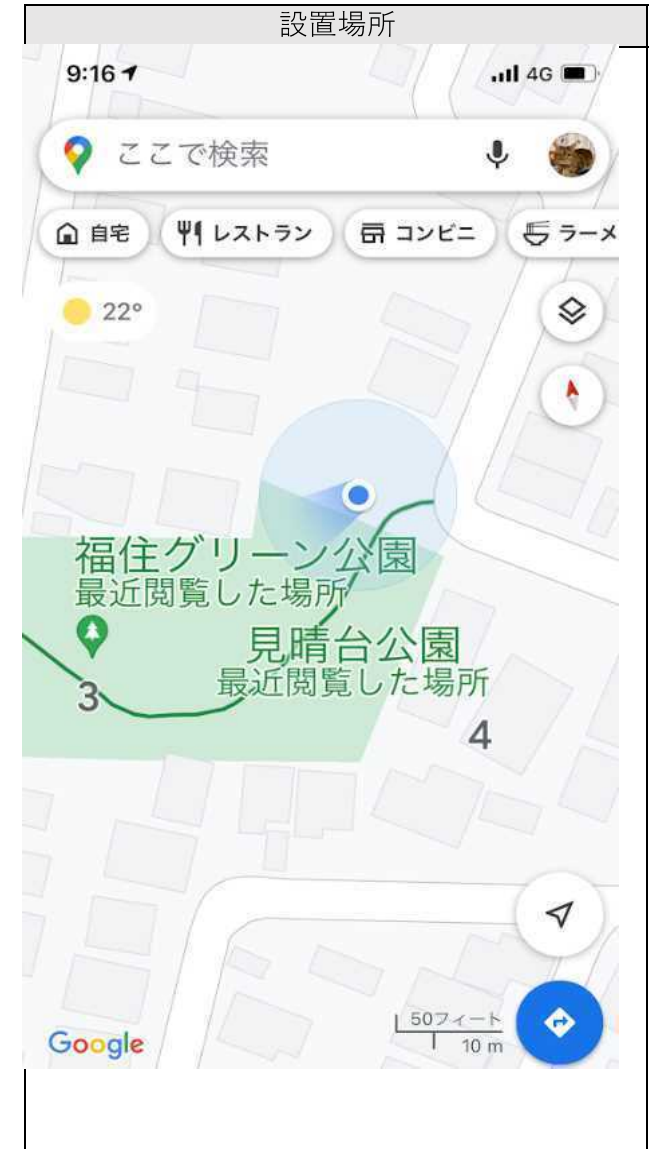 設置場所
9:16
4G
ここで検索
自宅
レストラン
コンビニ
ラーメ
22°
福住グリーン公園
最近閲覧した場所
見晴台公園
最近閲覧した場所
3
4
50フィート
10 m
Google